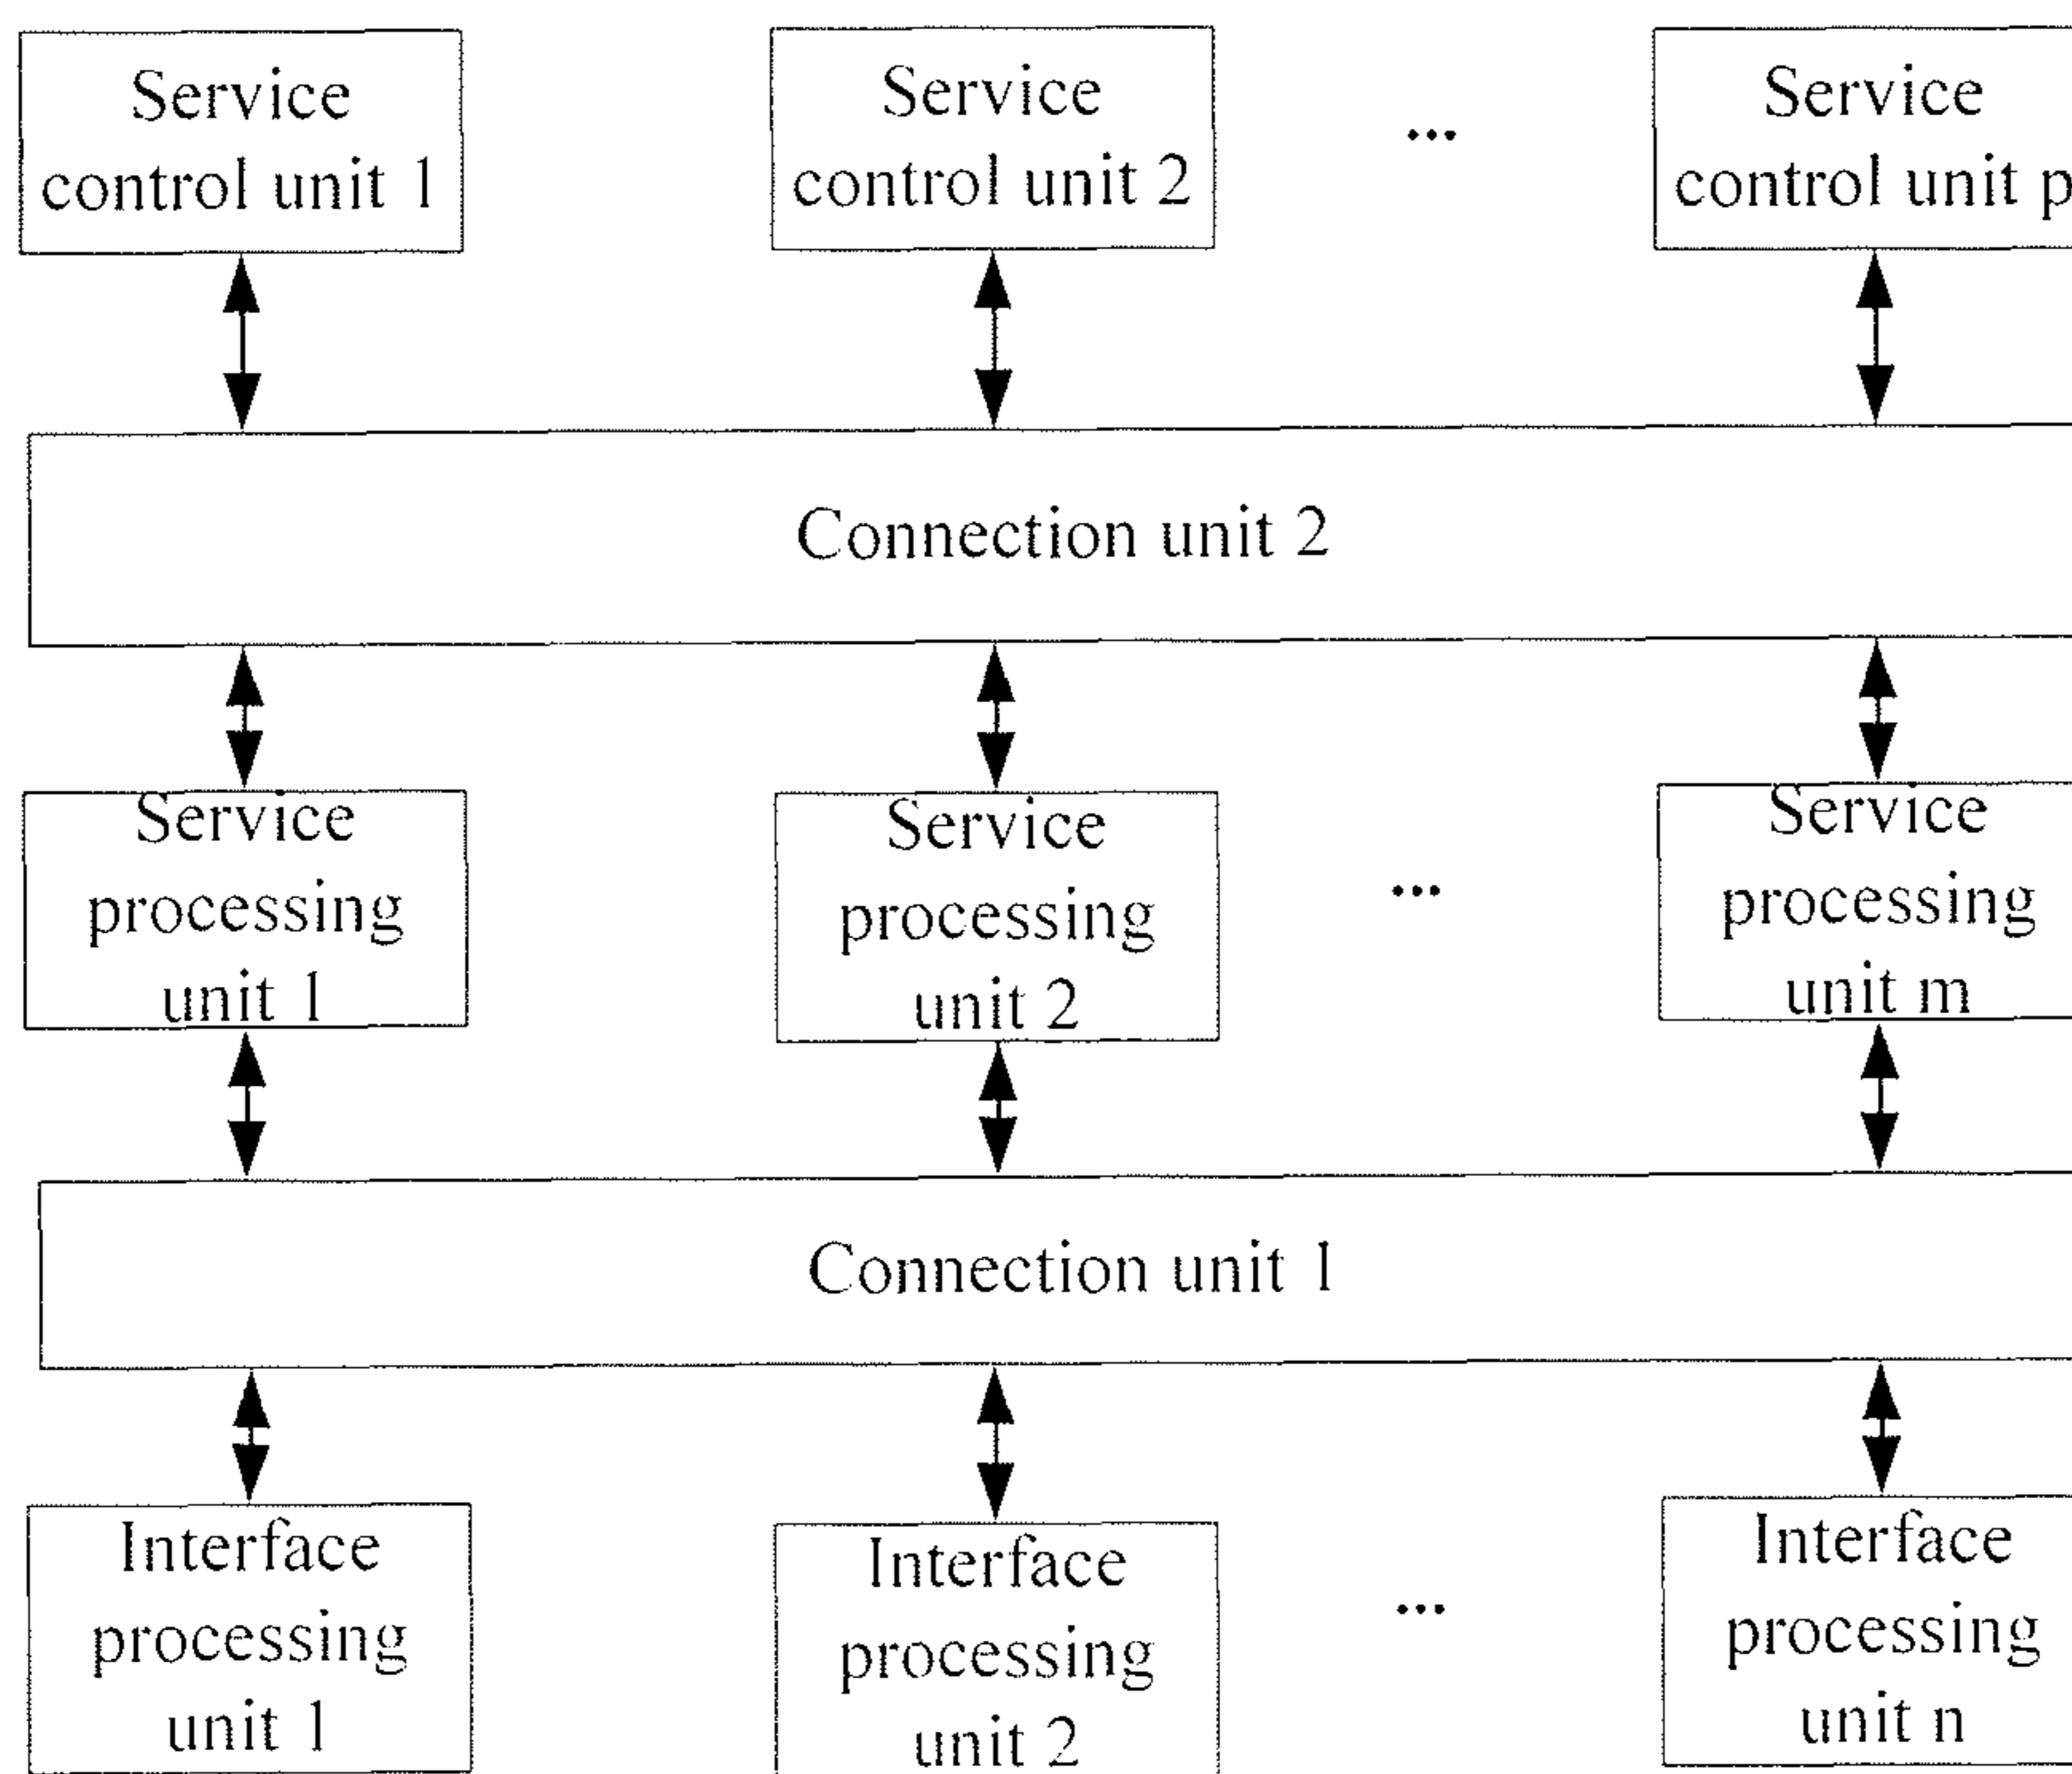 Service
control unit 1
Service
control unit 2
...
Service
control unit p
Connection unit 2
Service
processing
unit 1
Service
processing
unit 2
...
Service
processing
unit m
Connection unit 1
Interface
processing
unit 1
Interface
processing
unit 2
...
Interface
processing
unit n